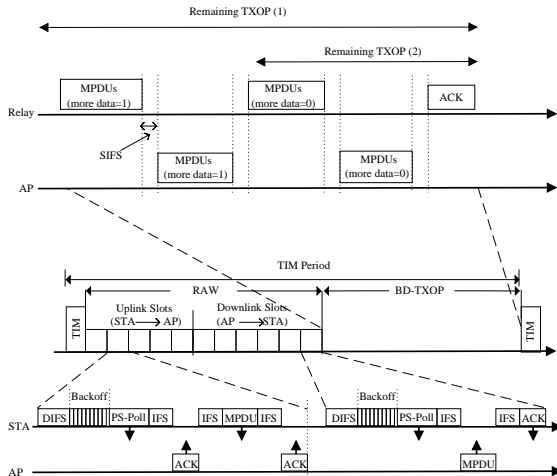 Remaining TXOP (1)
Remaining TXOP (2)
MPDUs
(more data=1)
MPDUs
(more data=0)
ACK
Relay
SIFS
MPDUs
(more data=1)
MPDUs
(more data=0)
AP
TIM Period
RAW
BD-TXOP
Uplink Slots
(STA AP)
Downlink Slots
(AP STA)
TIM
TIM
Backoff
Backoff
DIFS PS-Poll IFS IFS MPDU IFS DIFS PS-Poll IFS IFS ACK
STA
ACK ACK MPDU
AP